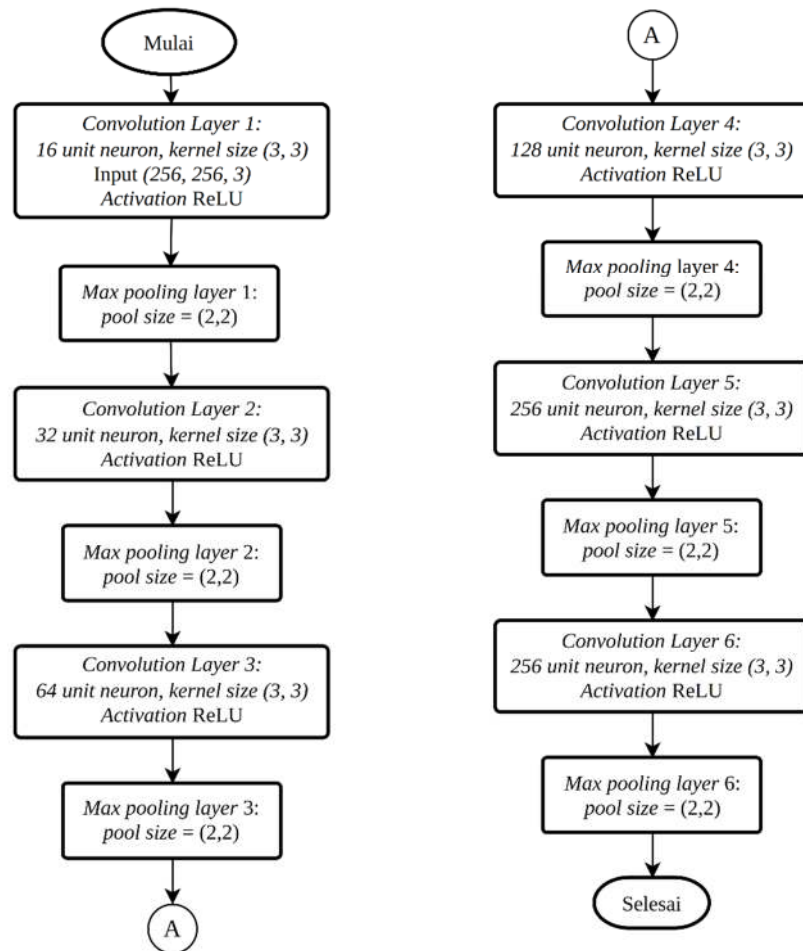 Mulai
Convolution Layer 1:
16 unit neuron, kernel size (3, 3)
Input (256, 256, 3)
Activation ReLU
Max pooling layer 1:
pool size = (2,2)
Convolution Layer 2:
32 unit neuron, kernel size (3, 3)
Activation ReLU
Max pooling layer 2:
pool size = (2,2)
Convolution Layer 3:
64 unit neuron, kernel size (3, 3)
Activation ReLU
Max pooling layer 3:
pool size = (2,2)
A
A
Convolution Layer 4:
128 unit neuron, kernel size (3, 3)
Activation ReLU
Max pooling layer 4:
pool size = (2,2)
Convolution Layer 5:
256 unit neuron, kernel size (3, 3)
Activation ReLU
Max pooling layer 5:
pool size = (2,2)
Convolution Layer 6:
256 unit neuron, kernel size (3, 3)
Activation ReLU
Max pooling layer 6:
pool size = (2,2)
Selesai